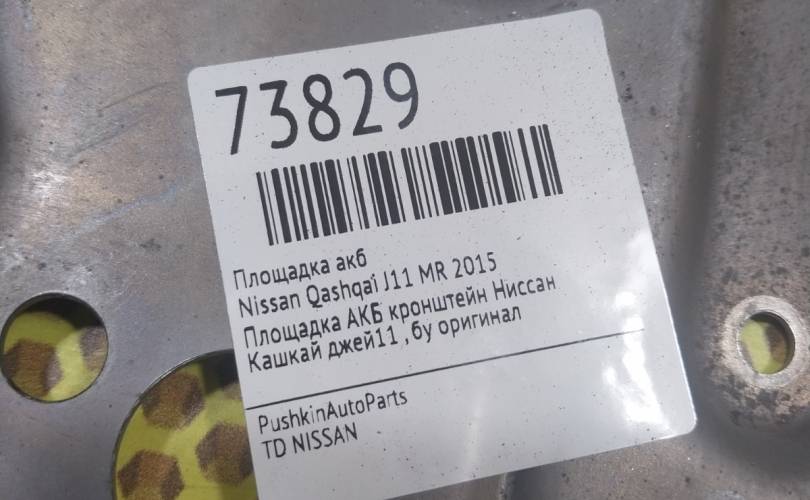 73829
Площадка акб
Nissan Qashqai J11 MR 2015
Площадка АКБ кронштейн Ниссан
Кашкай джей11 , бу оригинал
PushkinAutoParts
TD NISSAN